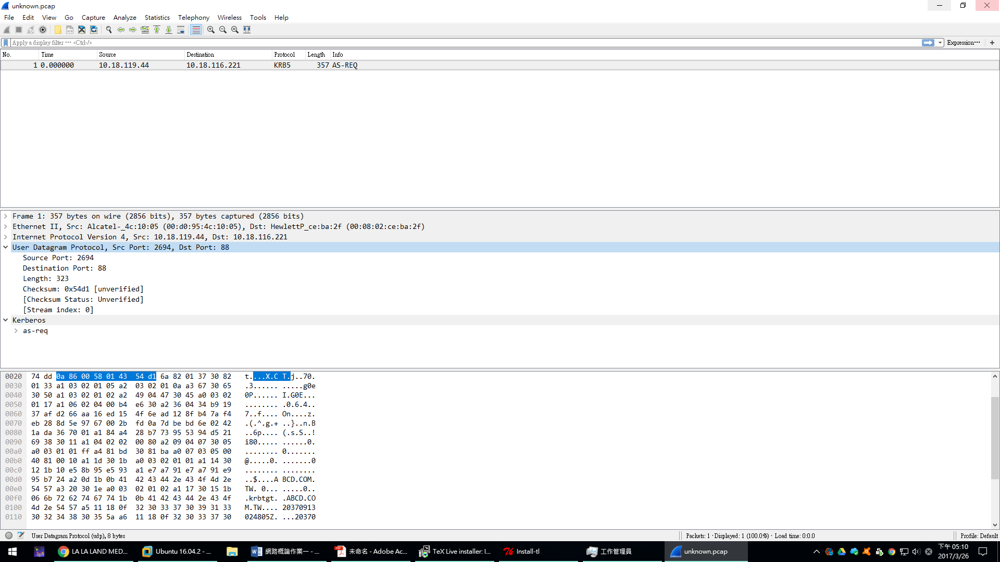 unknown.pcap
File Edit View Go Capture Analyze Statistics Telephony Wireless Tools Help
Apply a display filter … <Ctrl-/> Expression… +
No. Time Source Destination Protocol Length Info
1 0.000000 10.18.119.44 10.18.116.221 KRB5 357 AS-REQ
Frame 1: 357 bytes on wire (2856 bits), 357 bytes captured (2856 bits)
Ethernet II, Src: Alcatel-_4c:10:05 (00:d0:95:4c:10:05), Dst: HewlettP_ce:ba:2f (00:08:02:ce:ba:2f)
Internet Protocol Version 4, Src: 10.18.119.44, Dst: 10.18.116.221
User Datagram Protocol, Src Port: 2694, Dst Port: 88
Source Port: 2694
Destination Port: 88
Length: 323
Checksum: 0x54d1 [unverified]
[Checksum Status: Unverified]
[Stream index: 0]
Kerberos
as-req
0020 74 dd 0a 86 00 58 01 43 54 d1 6a 82 01 37 30 82 t....X.C T.j..70.
0030 01 33 a1 03 02 01 05 a2 03 02 01 0a a3 67 30 65 .3...... .....g0e
0040 30 50 a1 03 02 01 02 a2 49 04 47 30 45 a0 03 02 0P...... I.G0E...
0050 01 17 a1 06 02 04 00 b4 e6 30 a2 36 04 34 b9 19 ........ .0.6.4..
0060 37 af d2 66 aa 16 ed 15 4f 6e ad 12 8f b4 7a f4 7..f.... On....z.
0070 eb 28 8d 5e 97 67 00 2b fd 0a 7d be bd 6e 02 42 .(.^.g.+ ..}..n.B
0080 1a da 36 70 01 a1 84 a4 28 b7 73 95 53 94 d5 21 ..6p.... (.s.S..!
0090 69 38 30 11 a1 04 02 02 00 80 a2 09 04 07 30 05 i80..... ......0.
00a0 a0 03 01 01 ff a4 81 bd 30 81 ba a0 07 03 05 00 ........ 0.......
00b0 40 81 00 10 a1 1d 30 1b a0 03 02 01 01 a1 14 30 @.....0. .......0
00c0 12 1b 10 e5 8b 95 e5 93 a1 e7 a7 91 e7 a7 91 e9 ........ ........
00d0 95 b7 24 a2 0d 1b 0b 41 42 43 44 2e 43 4f 4d 2e ..$....A BCD.COM.
00e0 54 57 a3 20 30 1e a0 03 02 01 02 a1 17 30 15 1b TW. 0... .....0..
00f0 06 6b 72 62 74 67 74 1b 0b 41 42 43 44 2e 43 4f .krbtgt. .ABCD.CO
0100 4d 2e 54 57 a5 11 18 0f 32 30 33 37 30 39 31 33 M.TW.... 20370913
0110 30 32 34 38 30 35 5a a6 11 18 0f 32 30 33 37 30 024805Z. ...20370
User Datagram Protocol (udp), 8 bytes Packets: 1 · Displayed: 1 (100.0%) · Load time: 0:0.0 Profile: Default
LA LA LAND MED... Ubuntu 16.04.2 - ... 網路概論作業一 - ... 未命名 - Adobe Ac... TeX Live installer: I... Install-tl 工作管理員 unknown.pcap 下午 05:10
2017/3/26